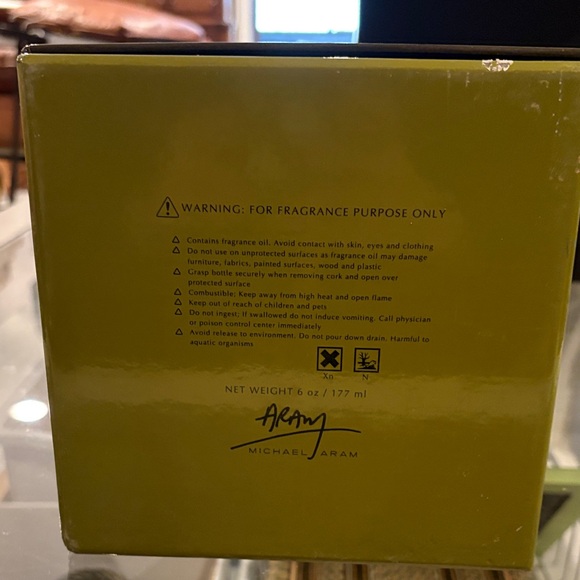 WARNING: FOR FRAGRANCE PURPOSE ONLY
Contains fragrance oil. Avoid contact with skin, eyes and clothing
Do not use on unprotected surfaces as fragrance oil may damage
furniture, fabrics, painted surfaces, wood and plastic
Grasp bottle securely when removing cork and open over
protected surface
Combustible: Keep away from high heat and open flame
Keep out of reach of children and pets
Do not ingest: If swallowed do not induce vomiting. Call physician
or poison control center immediately
Avoid release to environment. Do not pour down drain. Harmful to
aquatic organisms
Xn N
NET WEIGHT 6 oz / 177 ml
ARAM
MICHAEL ARAM